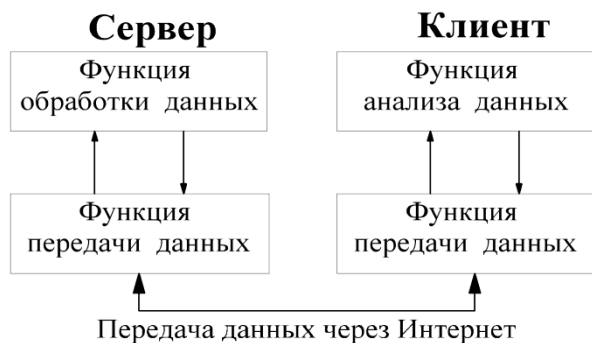 Сервер
Клиент
Функция
обработки данных
Функция
анализа данных
Функция
передачи данных
Функция
передачи данных
Передача данных через Интернет